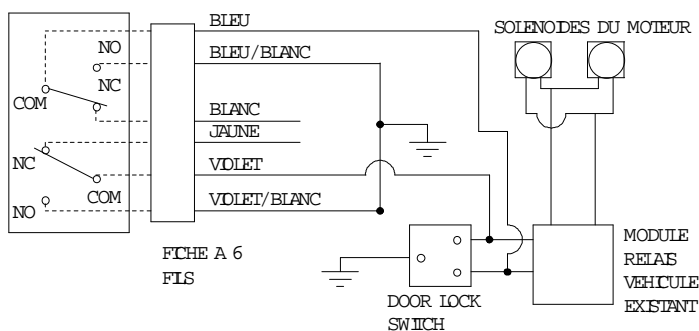 BLEU
SOLENOIDES DU MOTEUR
NO
BLEU/BLANC
NC
COM
BLANC
JAUNE
NC
VIOLET
COM
NO
VIOLET/BLANC
FICHE A 6
FILS
DOOR LOCK
SWITCH
MODULE
RELAIS
VEHICULE
EXISTANT